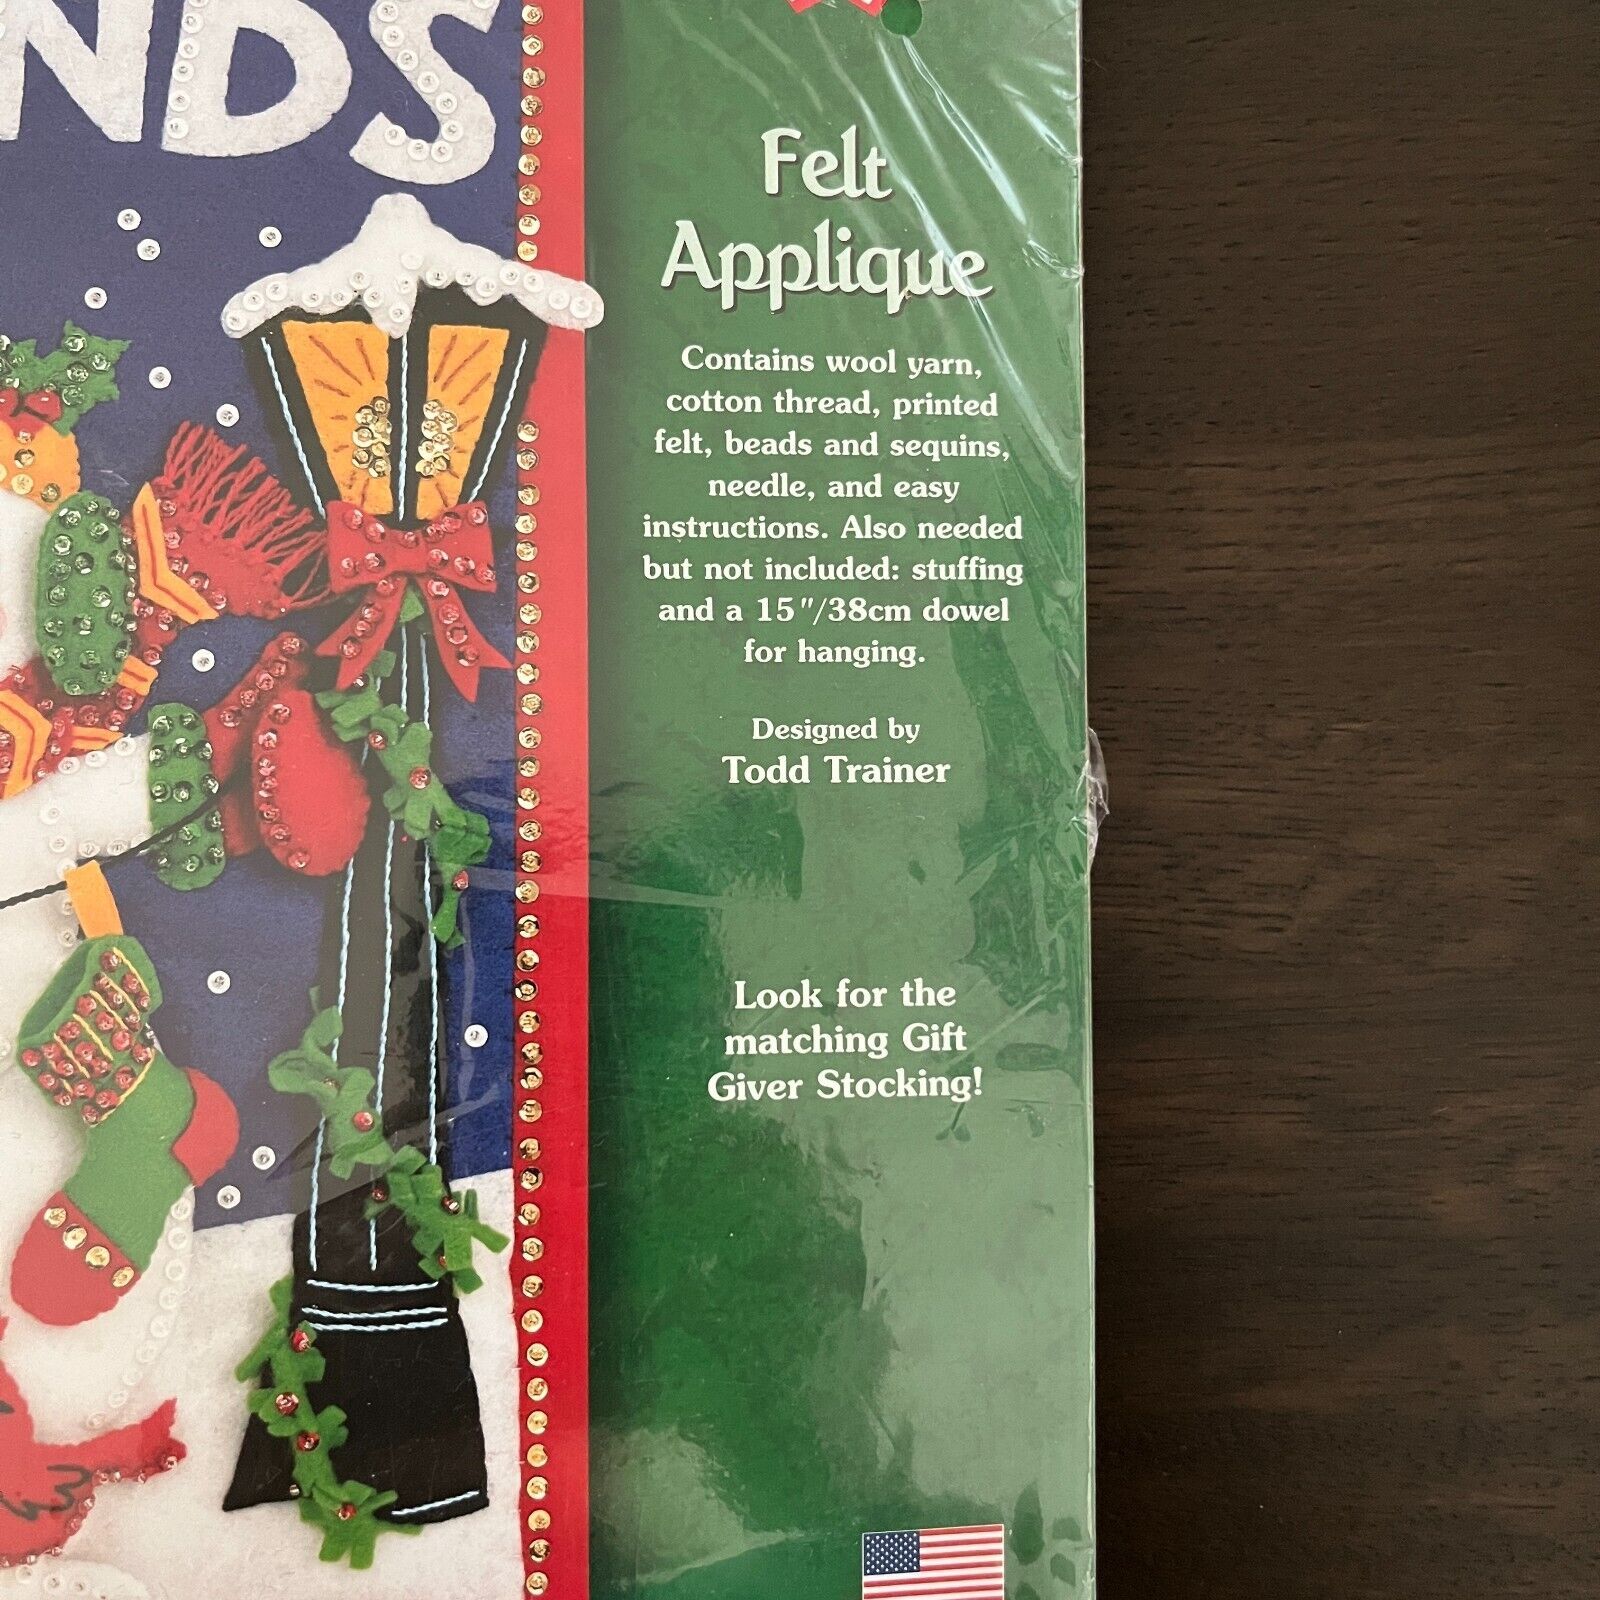 NDS
Felt
Applique
Contains wool yarn,
cotton thread, printed
felt, beads and sequins,
needle, and easy
instructions. Also needed
but not included: stuffing
and a 15"/38cm dowel
for hanging.
Designed by
Todd Trainer
Look for the
matching Gift
Giver Stocking!